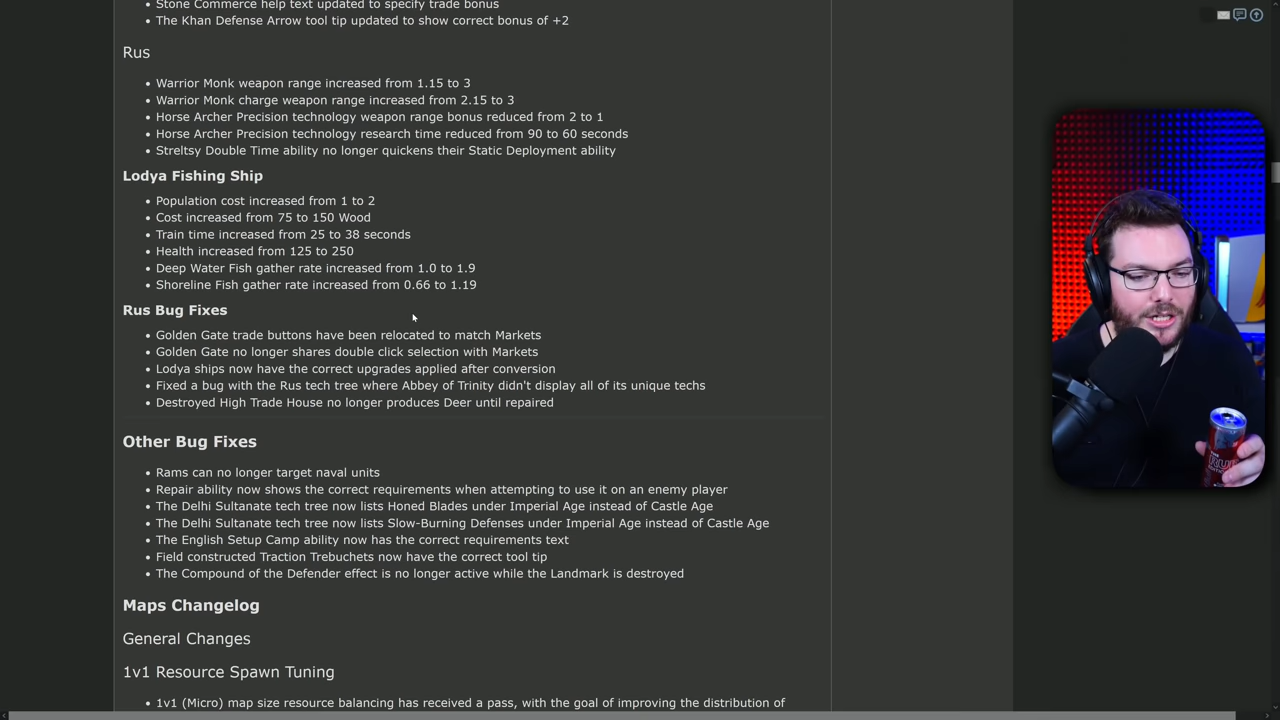 Stone Commerce help text updated to specify trade bonus
The Khan Defense Arrow tool tip updated to show correct bonus of +2
Rus
Warrior Monk weapon range increased from 1.15 to 3
Warrior Monk charge weapon range increased from 2.15 to 3
Horse Archer Precision technology weapon range bonus reduced from 2 to 1
Horse Archer Precision technology research time reduced from 90 to 60 seconds
Streltsy Double Time ability no longer quickens their Static Deployment ability
Lodya Fishing Ship
Population cost increased from 1 to 2
Cost increased from 75 to 150 Wood
Train time increased from 25 to 38 seconds
Health increased from 125 to 250
Deep Water Fish gather rate increased from 1.0 to 1.9
Shoreline Fish gather rate increased from 0.66 to 1.19
Rus Bug Fixes
Golden Gate trade buttons have been relocated to match Markets
Golden Gate no longer shares double click selection with Markets
Lodya ships now have the correct upgrades applied after conversion
Fixed a bug with the Rus tech tree where Abbey of Trinity didn't display all of its unique techs
Destroyed High Trade House no longer produces Deer until repaired
Other Bug Fixes
Rams can no longer target naval units
Repair ability now shows the correct requirements when attempting to use it on an enemy player
The Delhi Sultanate tech tree now lists Honed Blades under Imperial Age instead of Castle Age
The Delhi Sultanate tech tree now lists Slow-Burning Defenses under Imperial Age instead of Castle Age
The English Setup Camp ability now has the correct requirements text
Field constructed Traction Trebuchets now have the correct tool tip
The Compound of the Defender effect is no longer active while the Landmark is destroyed
Maps Changelog
General Changes
1v1 Resource Spawn Tuning
1v1 (Micro) map size resource balancing has received a pass, with the goal of improving the distribution of